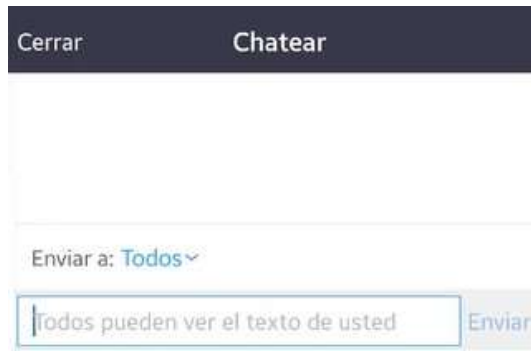 Cerrar Chatear
Enviar a: Todos
Todos pueden ver el texto de usted Enviar